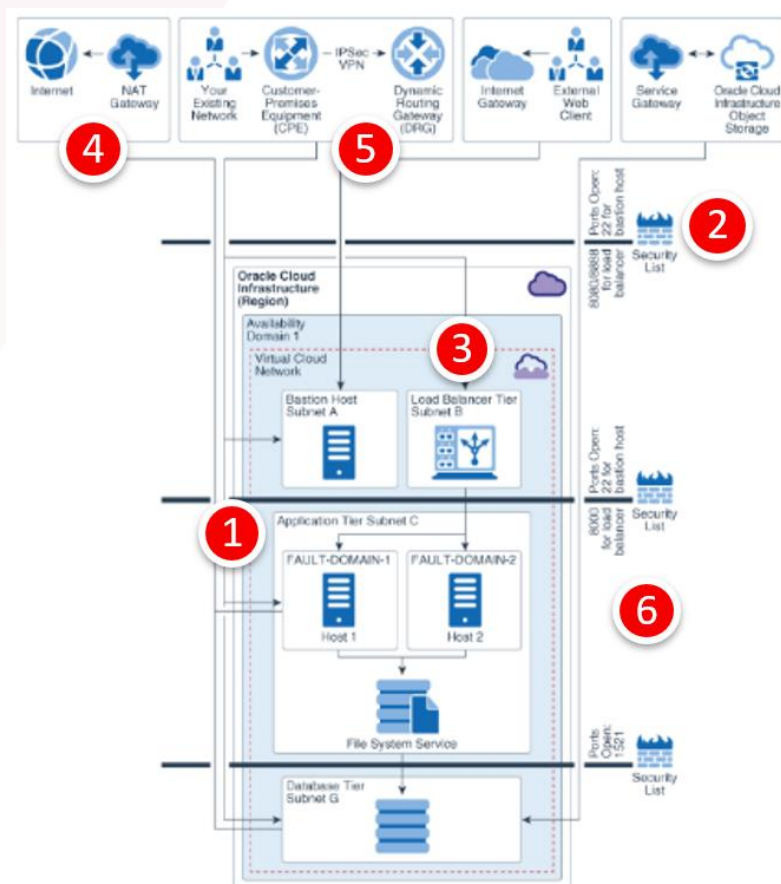 Internet
NAT
Gateway
Your
Existing
Network
Customer-
Premises
Equipment
(CPE)
IPSec
VPN
Dynamic
Routing
Gateway
(DRG)
Internet
Gateway
External
Web
Client
Service
Gateway
Oracle Cloud
Infrastructure
Object
Storage
4
5
2
Ports Open:
22 for
bastion host
8080/8888
for load
balancer
Security
List
Oracle Cloud
Infrastructure
(Region)
Availability
Domain 1
3
Virtual Cloud
Network
Bastion Host
Subnet A
Load Balancer Tier
Subnet B
Ports Open:
22 for
bastion host
8000
for load
balancer
Security
List
1
Application Tier Subnet C
FAULT-DOMAIN-1
FAULT-DOMAIN-2
Host 1
Host 2
6
File System Service
Ports
Open:
1521
Security
List
Database Tier
Subnet G